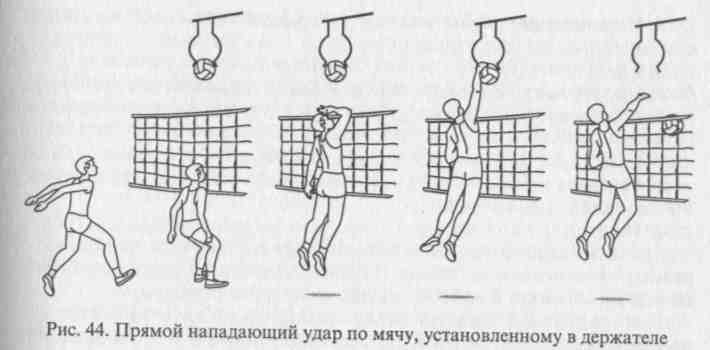 Рис. 44. Прямой нападающий удар по мячу, установленному в держателе